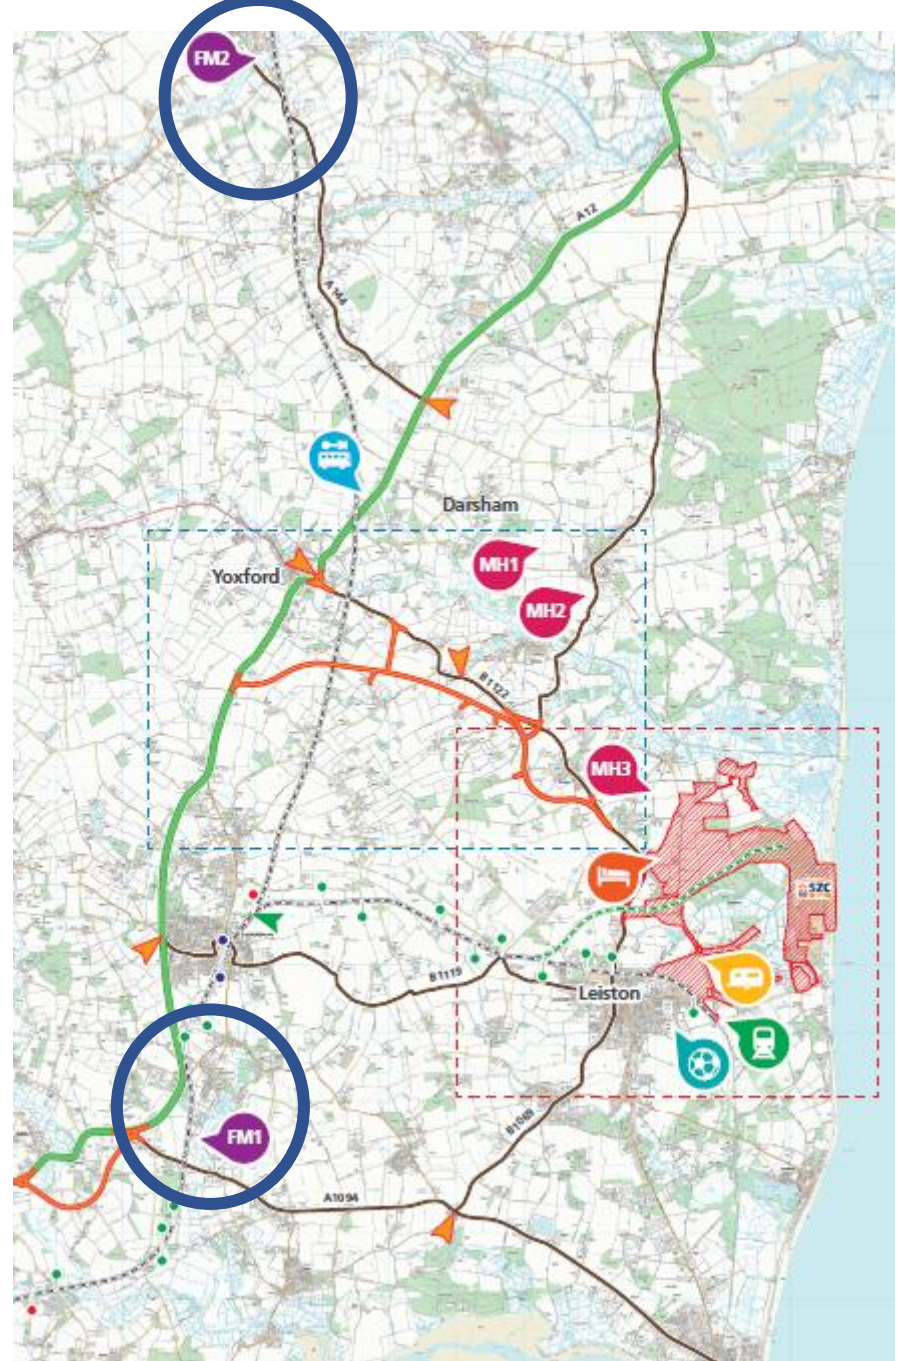 FM2
A12
A144
Darsham
MH1
Yoxford
MH2
B1122
MH3
SZC
B1119
Leiston
FM1
B1069
A1094